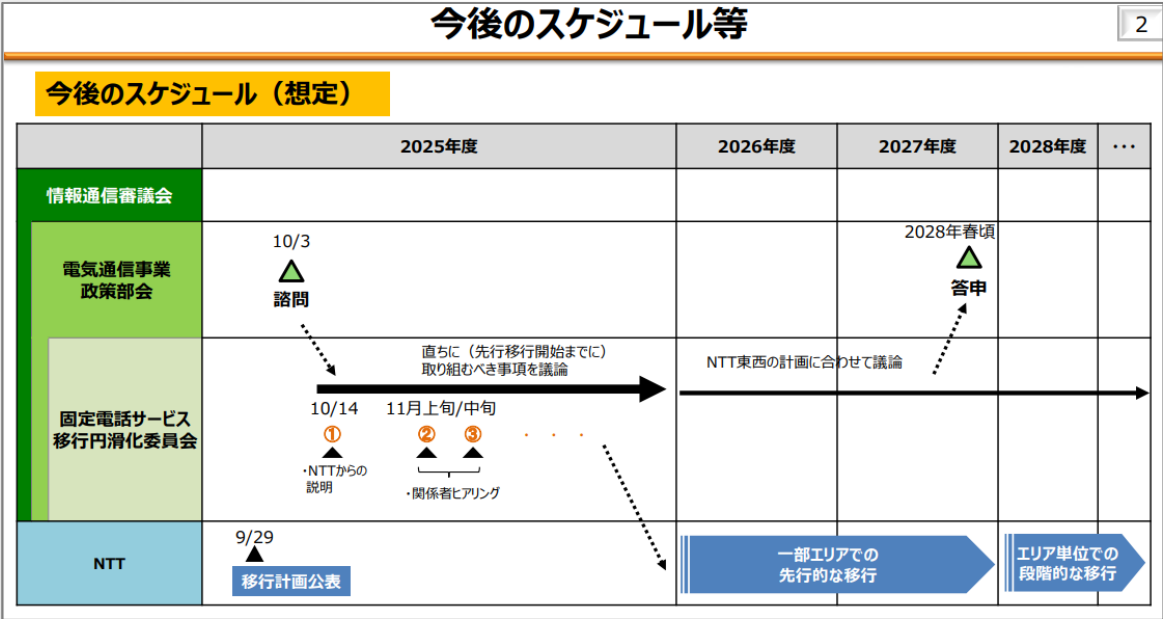 今後のスケジュール等
2
今後のスケジュール（想定）
2025年度
2026年度
2027年度
2028年度
･･･
情報通信審議会
電気通信事業
政策部会
10/3
諮問
2028年春頃
答申
固定電話サービス
移行円滑化委員会
直ちに（先行移行開始までに）
取り組むべき事項を議論
NTT東西の計画に合わせて議論
10/14
11月上旬/中旬
①
②
③
・ ・ ・
・NTTからの
説明
・関係者ヒアリング
NTT
9/29
移行計画公表
一部エリアでの
先行的な移行
エリア単位での
段階的な移行